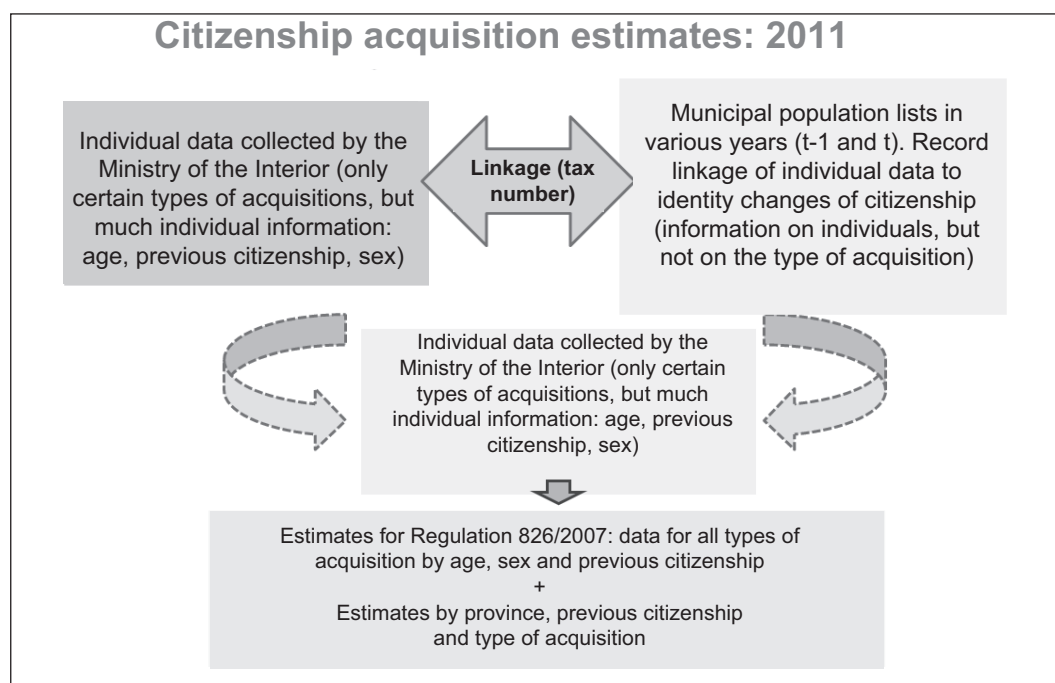 Citizenship acquisition estimates: 2011
Individual data collected by the
Ministry of the Interior (only
certain types of acquisitions, but
much individual information:
age, previous citizenship, sex)
Linkage (tax
number)
Municipal population lists in
various years (t-1 and t). Record
linkage of individual data to
identity changes of citizenship
(information on individuals, but
not on the type of acquisition)
Individual data collected by the
Ministry of the Interior (only certain
types of acquisitions, but much
individual information: age, previous
citizenship, sex)
Estimates for Regulation 826/2007: data for all types of
acquisition by age, sex and previous citizenship
+
Estimates by province, previous citizenship
and type of acquisition